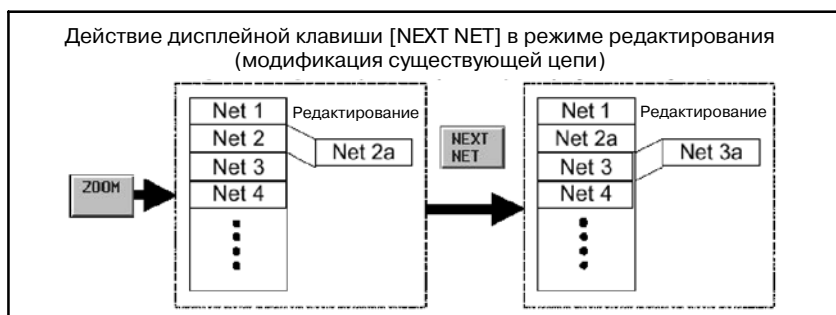 Действие дисплейной клавиши [NEXT NET] в режиме редактирования
(модификация существующей цепи)
ZOOM
Net 1
Net 2
Net 3
Net 4
Редактирование
Net 2a
NEXT
NET
Net 1
Net 2a
Net 3
Net 4
Редактирование
Net 3a